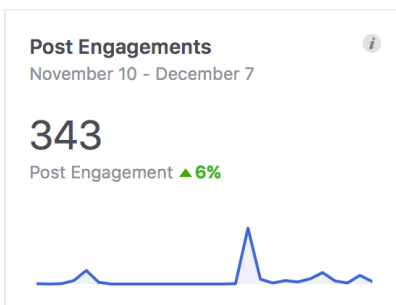 Post Engagements
i
November 10 - December 7
343
Post Engagement ▲6%